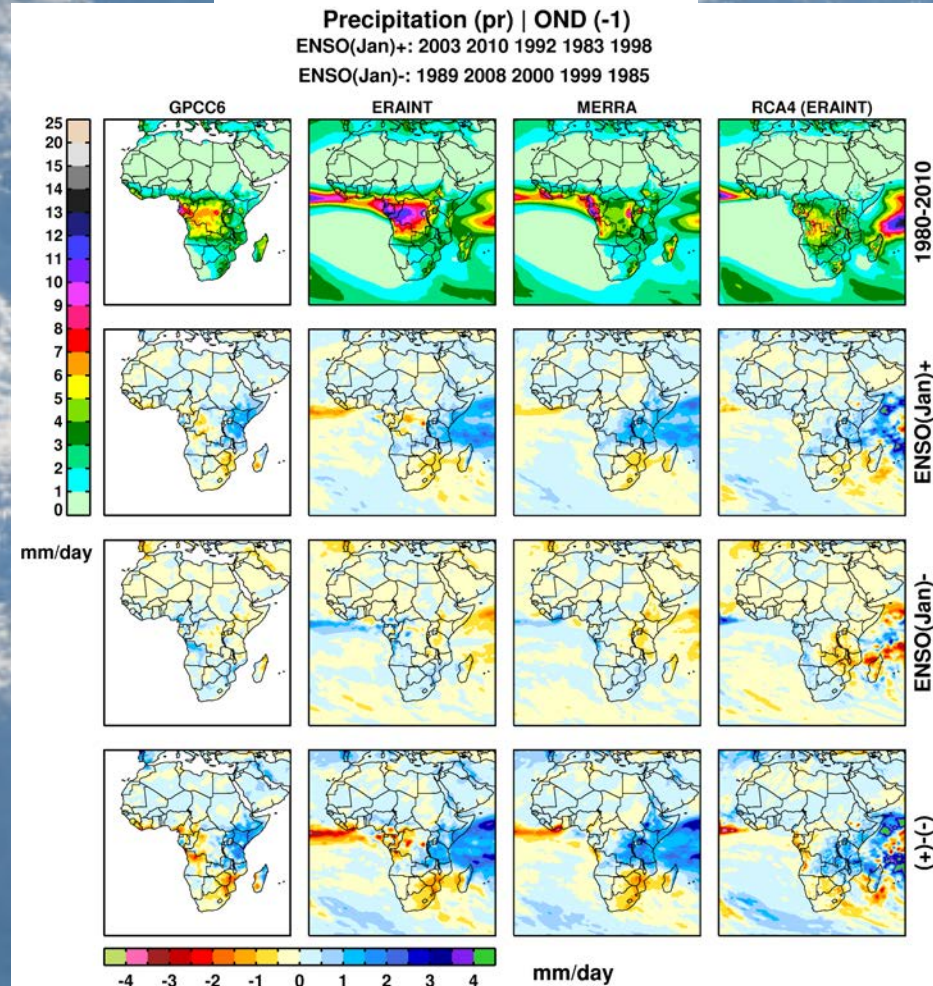 Precipitation (pr) | OND (-1)
ENSO(Jan)+: 2003 2010 1992 1983 1998
ENSO(Jan)-: 1989 2008 2000 1999 1985
GPCC6 ERAINT MERRA RCA4 (ERAINT)
25
20
15
14
13
12
11
10
9
8
7
6
5
4
3
2
1
0
mm/day
1980-2010
ENSO(Jan)+
ENSO(Jan)-
(+)-(-)
-4 -3 -2 -1 0 1 2 3 4
mm/day